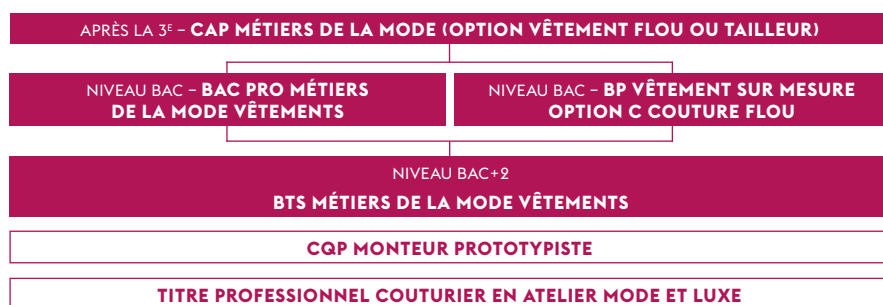 APRÈS LA 3ᴱ – CAP MÉTIERS DE LA MODE (OPTION VÊTEMENT FLOU OU TAILLEUR)
NIVEAU BAC – BAC PRO MÉTIERS
DE LA MODE VÊTEMENTS
NIVEAU BAC – BP VÊTEMENT SUR MESURE
OPTION C COUTURE FLOU
NIVEAU BAC+2
BTS MÉTIERS DE LA MODE VÊTEMENTS
CQP MONTEUR PROTOTYPISTE
TITRE PROFESSIONNEL COUTURIER EN ATELIER MODE ET LUXE